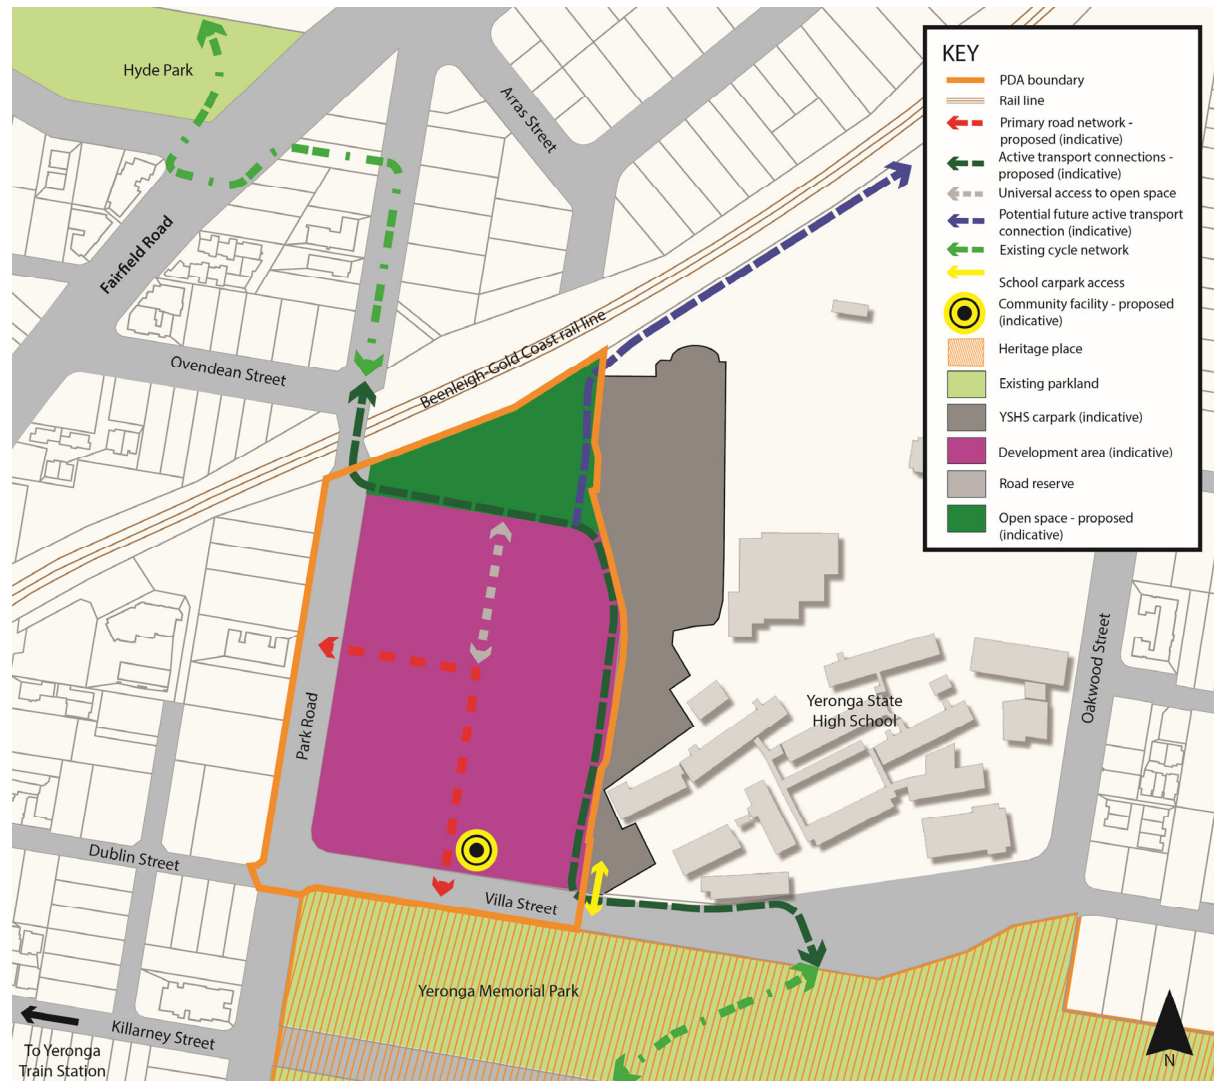 Hyde Park
Arras Street
Fairfield Road
Ovendean Street
Beenleigh-Gold Coast rail line
Park Road
Dublin Street
Villa Street
Killarney Street
To Yeronga
Train Station
Yeronga Memorial Park
Yeronga State
High School
Oakwood Street
N
KEY
PDA boundary
Rail line
Primary road network -
proposed (indicative)
Active transport connections -
proposed (indicative)
Universal access to open space
Potential future active transport
connection (indicative)
Existing cycle network
School carpark access
Community facility - proposed
(indicative)
Heritage place
Existing parkland
YSHS carpark (indicative)
Development area (indicative)
Road reserve
Open space - proposed
(indicative)